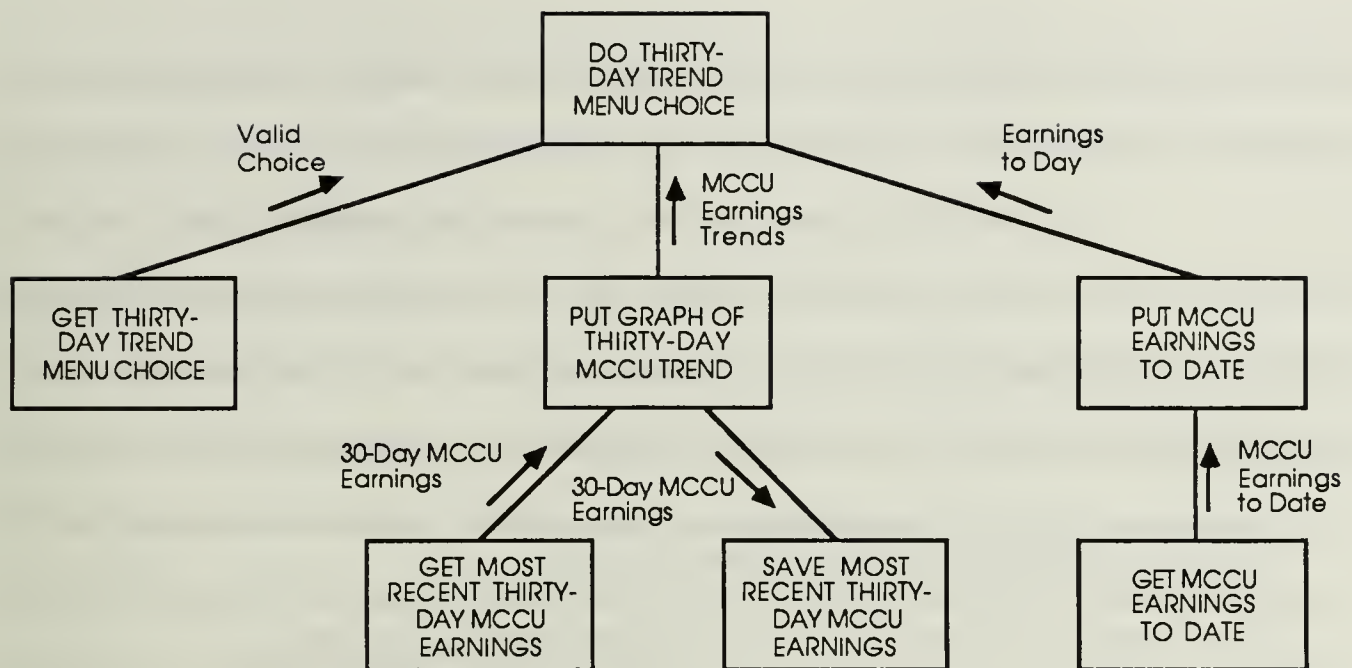 DO THIRTY-
DAY TREND
MENU CHOICE
Valid
Choice
Earnings
to Day
MCCU
Earnings
Trends
GET THIRTY-
DAY TREND
MENU CHOICE
PUT GRAPH OF
THIRTY-DAY
MCCU TREND
PUT MCCU
EARNINGS
TO DATE
30-Day MCCU
Earnings
30-Day MCCU
Earnings
MCCU
Earnings
to Date
GET MOST
RECENT THIRTY-
DAY MCCU
EARNINGS
SAVE MOST
RECENT THIRTY-
DAY MCCU
EARNINGS
GET MCCU
EARNINGS
TO DATE